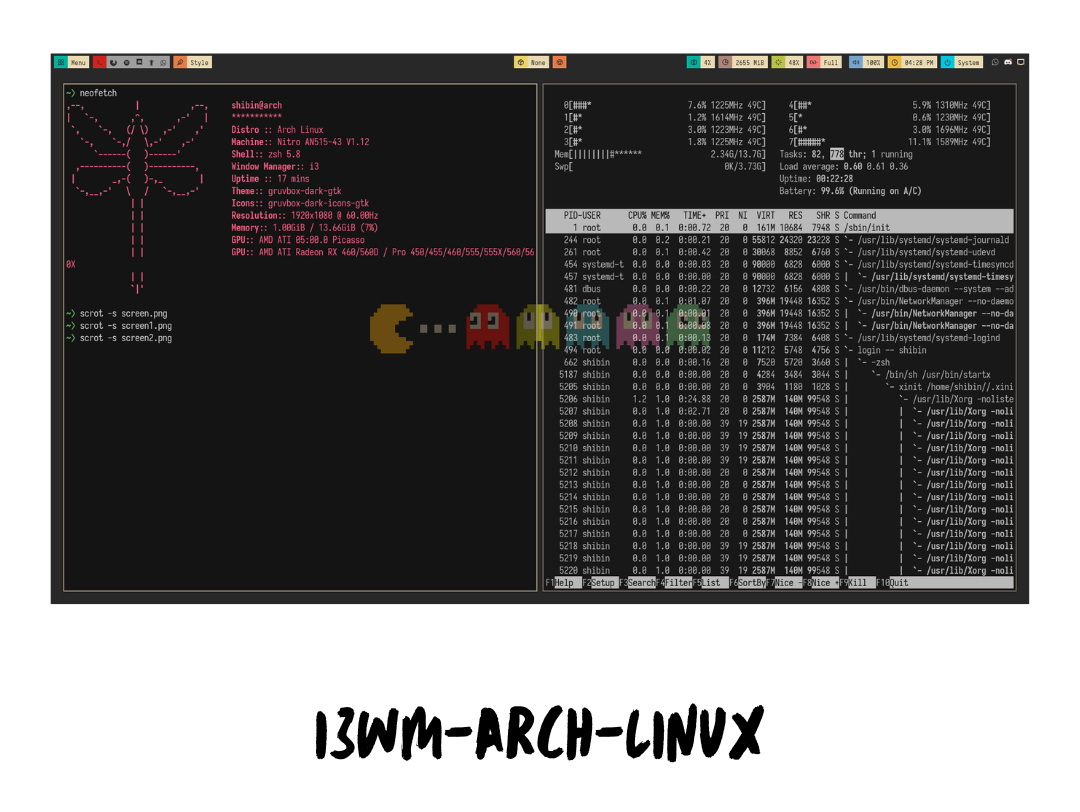 Menu
Style
None
4X
2655 MiB
48X
Full
100X
04:28 PM
System
~) neofetch
shibin@arch
***********
Distro :: Arch Linux
Machine:: Nitro AN515-43 V1.12
Shell:: zsh 5.8
Window Manager:: i3
Uptime :: 17 mins
Theme:: gruvbox-dark-gtk
Icons:: gruvbox-dark-icons-gtk
Resolution:: 1920x1080 @ 60.00Hz
Memory:: 1.00GiB / 13.66GiB (7%)
GPU:: AMD ATI 05:00.0 Picasso
GPU:: AMD ATI Radeon RX 460/560D / Pro 450/455/460/555/555X/560/56
0X
~) scrot -s screen.png
~) scrot -s screen1.png
~) scrot -s screen2.png
0[###* 7.6% 1225MHz 49C] 4[##* 5.9% 1310MHz 49C]
1[#* 1.2% 1614MHz 49C] 5[* 0.6% 1230MHz 49C]
2[#* 3.0% 1223MHz 49C] 6[#* 3.0% 1696MHz 49C]
3[#* 1.8% 1225MHz 49C] 7[#####* 11.1% 1589MHz 49C]
Mem[||||||||#****** 2.34G/13.7G] Tasks: 82, 778 thr; 1 running
Swp[ 0K/3.73G] Load average: 0.60 0.61 0.36
Uptime: 00:22:28
Battery: 99.6% (Running on A/C)
PID-USER CPU% MEM% TIME+ PRI NI VIRT RES SHR S Command
1 root 0.0 0.1 0:00.72 20 0 161M 10684 7948 S /sbin/init
244 root 0.0 0.2 0:00.21 20 0 55812 24320 23228 S `- /usr/lib/systemd/systemd-journald
261 root 0.0 0.1 0:00.42 20 0 30068 8852 6760 S `- /usr/lib/systemd/systemd-udevd
454 systemd-t 0.0 0.0 0:00.03 20 0 90000 6828 6000 S `- /usr/lib/systemd/systemd-timesyncd
457 systemd-t 0.0 0.0 0:00.00 20 0 90000 6828 6000 S | `- /usr/lib/systemd/systemd-timesy
481 dbus 0.0 0.0 0:00.22 20 0 12732 6156 4808 S `- /usr/bin/dbus-daemon --system --ad
482 root 0.0 0.1 0:01.07 20 0 396M 19448 16352 S `- /usr/bin/NetworkManager --no-daemo
490 root 0.0 0.1 0:00.01 20 0 396M 19448 16352 S | `- /usr/bin/NetworkManager --no-da
491 root 0.0 0.1 0:00.08 20 0 396M 19448 16352 S | `- /usr/bin/NetworkManager --no-da
483 root 0.0 0.1 0:00.13 20 0 174M 7384 6408 S `- /usr/lib/systemd/systemd-logind
494 root 0.0 0.0 0:00.02 20 0 11212 5748 4756 S `- login -- shibin
662 shibin 0.0 0.0 0:00.16 20 0 7520 5720 3660 S | `- -zsh
5187 shibin 0.0 0.0 0:00.00 20 0 4284 3484 3044 S | `- /bin/sh /usr/bin/startx
5205 shibin 0.0 0.0 0:00.00 20 0 3904 1180 1028 S | `- xinit /home/shibin//.xini
5206 shibin 1.2 1.0 0:24.88 20 0 2587M 140M 99548 S | `- /usr/lib/Xorg -noliste
5207 shibin 0.0 1.0 0:02.71 20 0 2587M 140M 99548 S | | `- /usr/lib/Xorg -noli
5208 shibin 0.0 1.0 0:00.00 39 19 2587M 140M 99548 S | | `- /usr/lib/Xorg -noli
5209 shibin 0.0 1.0 0:00.00 39 19 2587M 140M 99548 S | | `- /usr/lib/Xorg -noli
5210 shibin 0.0 1.0 0:00.00 39 19 2587M 140M 99548 S | | `- /usr/lib/Xorg -noli
5211 shibin 0.0 1.0 0:00.00 39 19 2587M 140M 99548 S | | `- /usr/lib/Xorg -noli
5212 shibin 0.0 1.0 0:00.00 20 0 2587M 140M 99548 S | | `- /usr/lib/Xorg -noli
5213 shibin 0.0 1.0 0:00.00 20 0 2587M 140M 99548 S | | `- /usr/lib/Xorg -noli
5214 shibin 0.0 1.0 0:00.00 20 0 2587M 140M 99548 S | | `- /usr/lib/Xorg -noli
5215 shibin 0.0 1.0 0:00.00 20 0 2587M 140M 99548 S | | `- /usr/lib/Xorg -noli
5216 shibin 0.0 1.0 0:00.00 20 0 2587M 140M 99548 S | | `- /usr/lib/Xorg -noli
5217 shibin 0.0 1.0 0:00.00 20 0 2587M 140M 99548 S | | `- /usr/lib/Xorg -noli
5218 shibin 0.0 1.0 0:00.00 39 19 2587M 140M 99548 S | | `- /usr/lib/Xorg -noli
5219 shibin 0.0 1.0 0:00.00 39 19 2587M 140M 99548 S | | `- /usr/lib/Xorg -noli
5220 shibin 0.0 1.0 0:00.00 39 19 2587M 140M 99548 S | | `- /usr/lib/Xorg -noli
F1Help F2Setup F3SearchF4FilterF5List F6SortByF7Nice -F8Nice +F9Kill F10Quit
I3WM-ARCH-LINUX